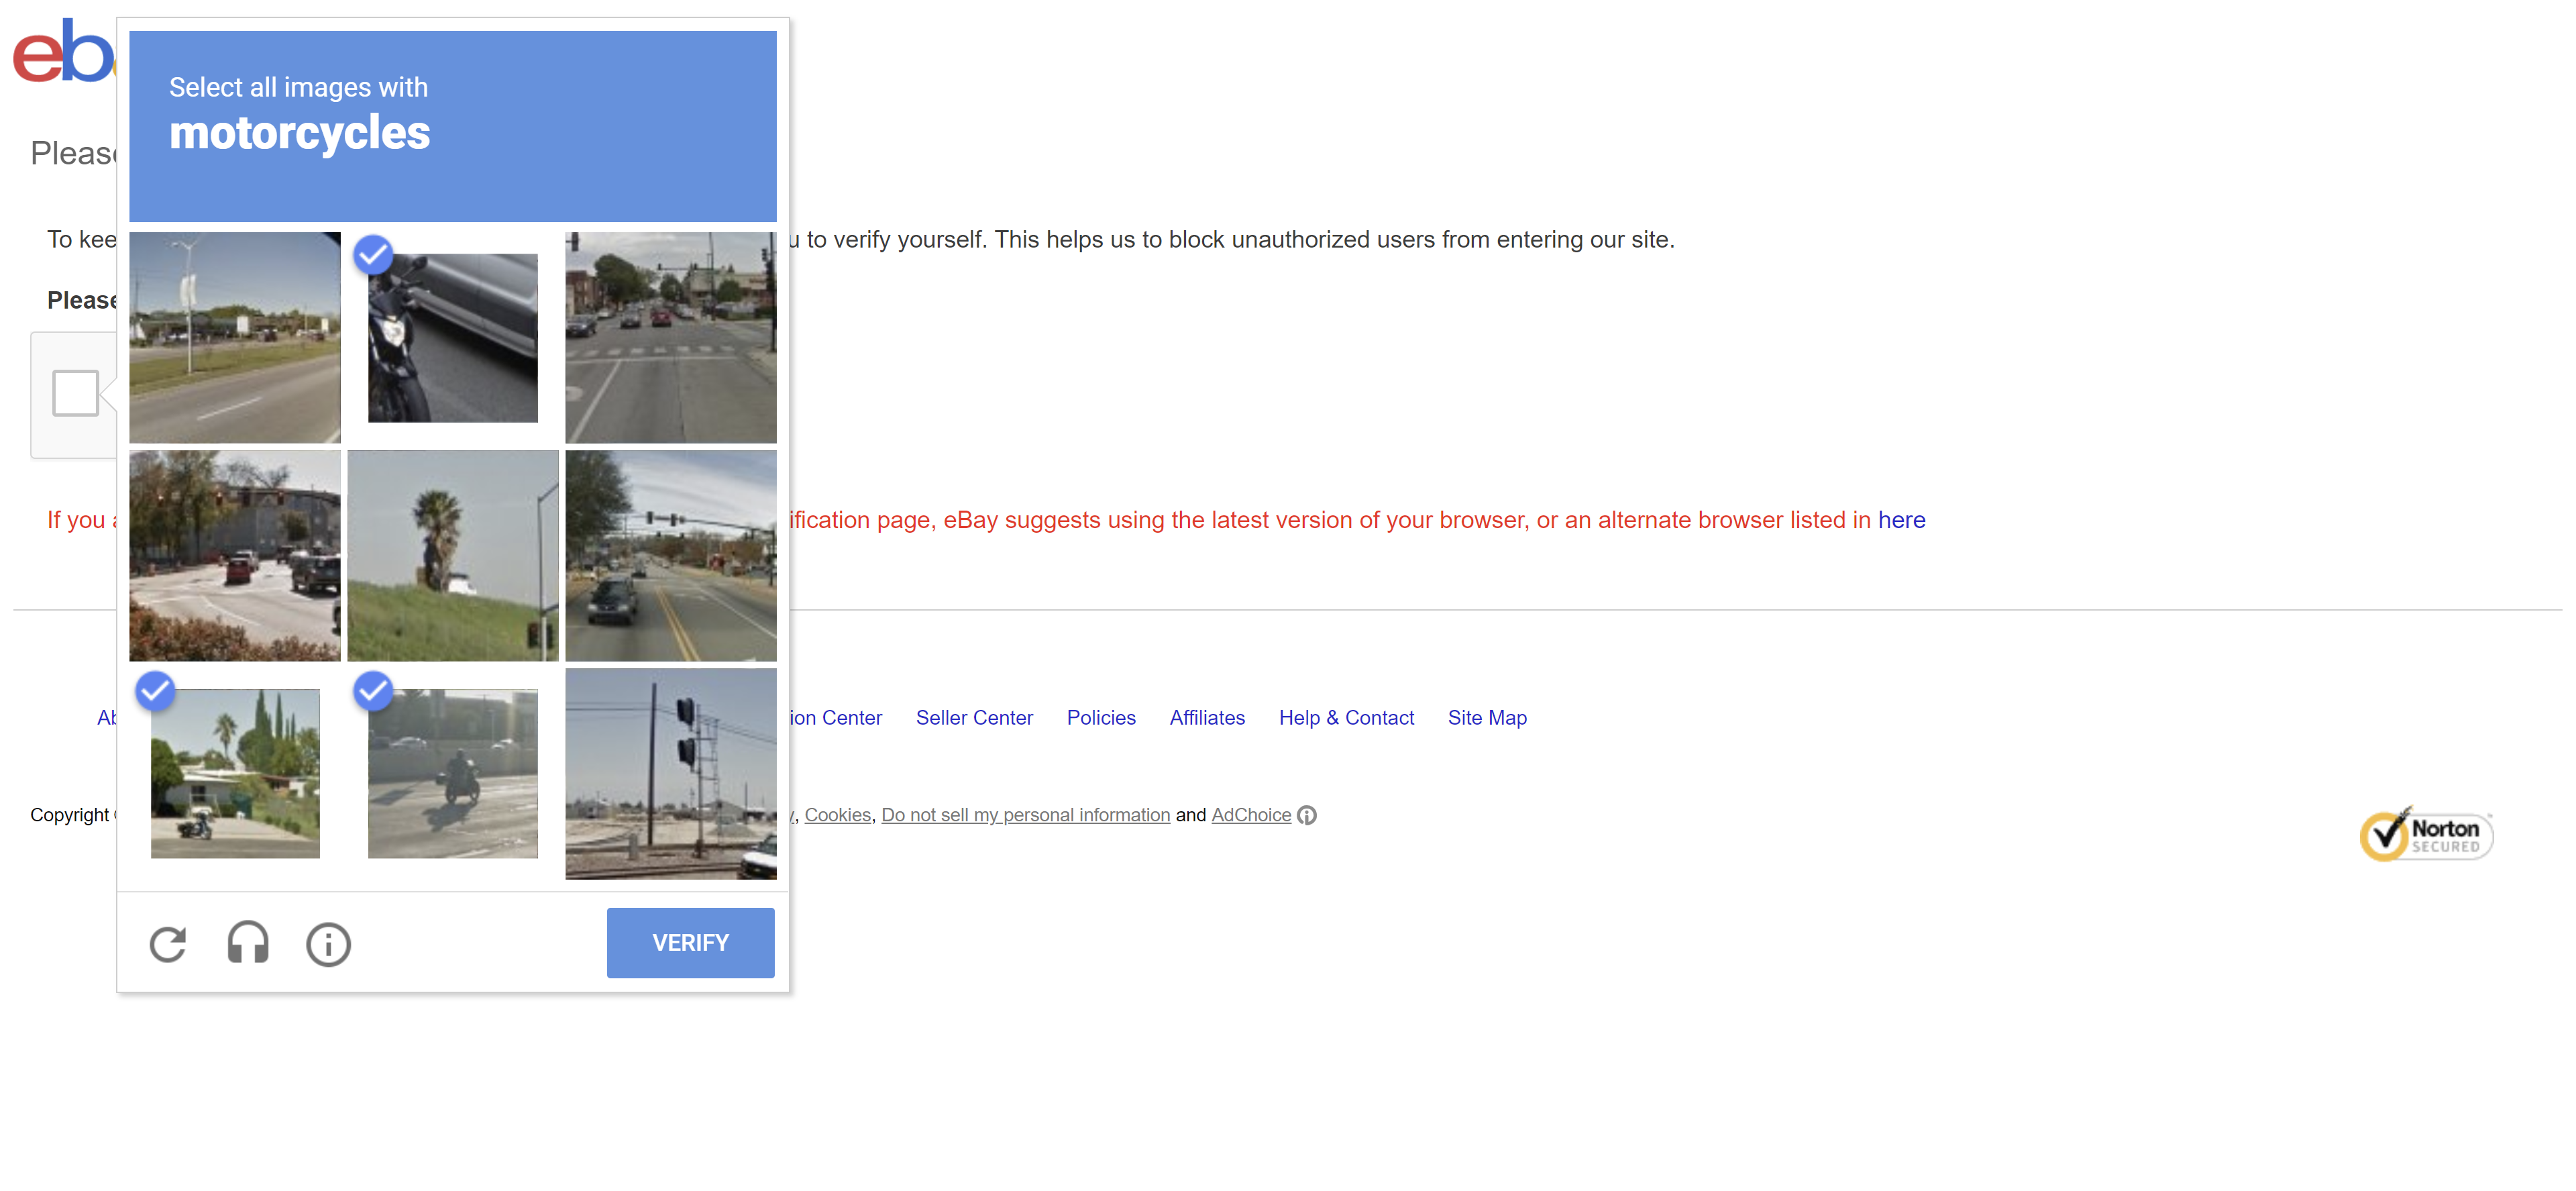 eb
Select all images with
motorcycles
Please
To kee
u to verify yourself. This helps us to block unauthorized users from entering our site.
Please
If you
ification page, eBay suggests using the latest version of your browser, or an alternate browser listed in here
Ab
ion Center Seller Center Policies Affiliates Help & Contact Site Map
Copyright
, Cookies, Do not sell my personal information and AdChoice
Norton
SECURED
VERIFY